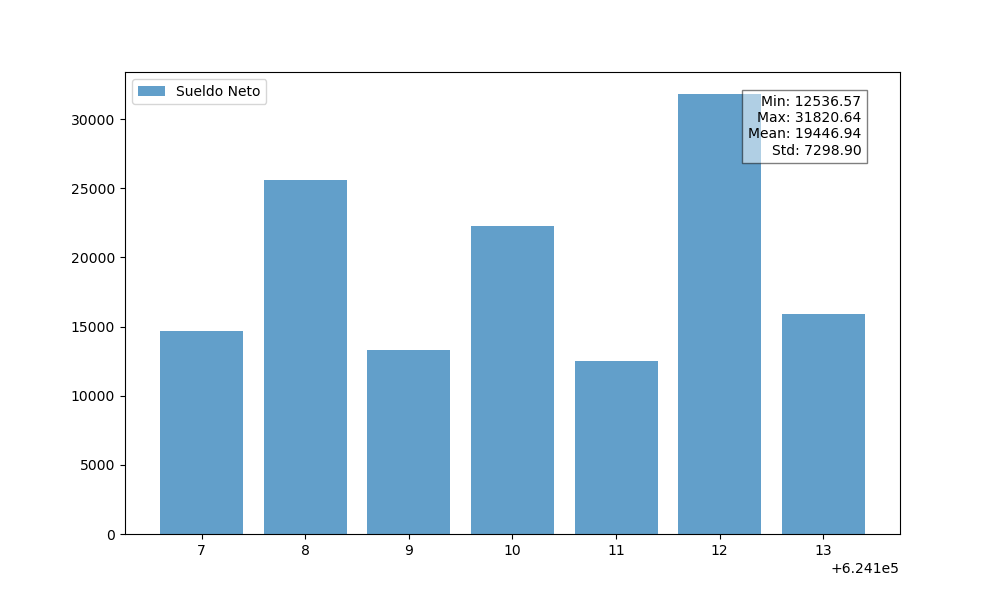 Sueldo Neto
Min: 12536.57
Max: 31820.64
Mean: 19446.94
Std: 7298.90
30000
25000
20000
15000
10000
5000
0
7 8 9 10 11 12 13
+6.241e5